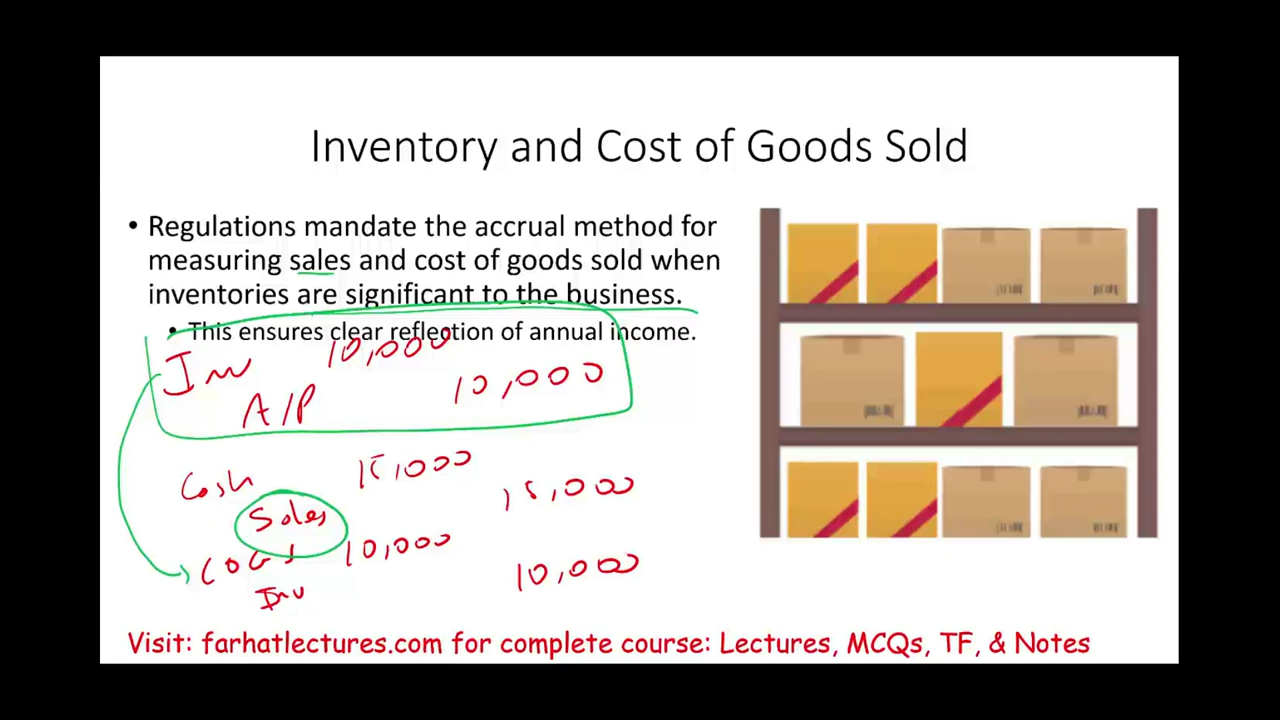 Inventory and Cost of Goods Sold
• Regulations mandate the accrual method for
measuring sales and cost of goods sold when
inventories are significant to the business.
• This ensures clear reflection of annual income.
Inv 10,000
A/P 10,000
Cash 15,000
Sales 15,000
COGS 10,000
Inv 10,000
Visit: farhatlectures.com for complete course: Lectures, MCQs, TF, & Notes